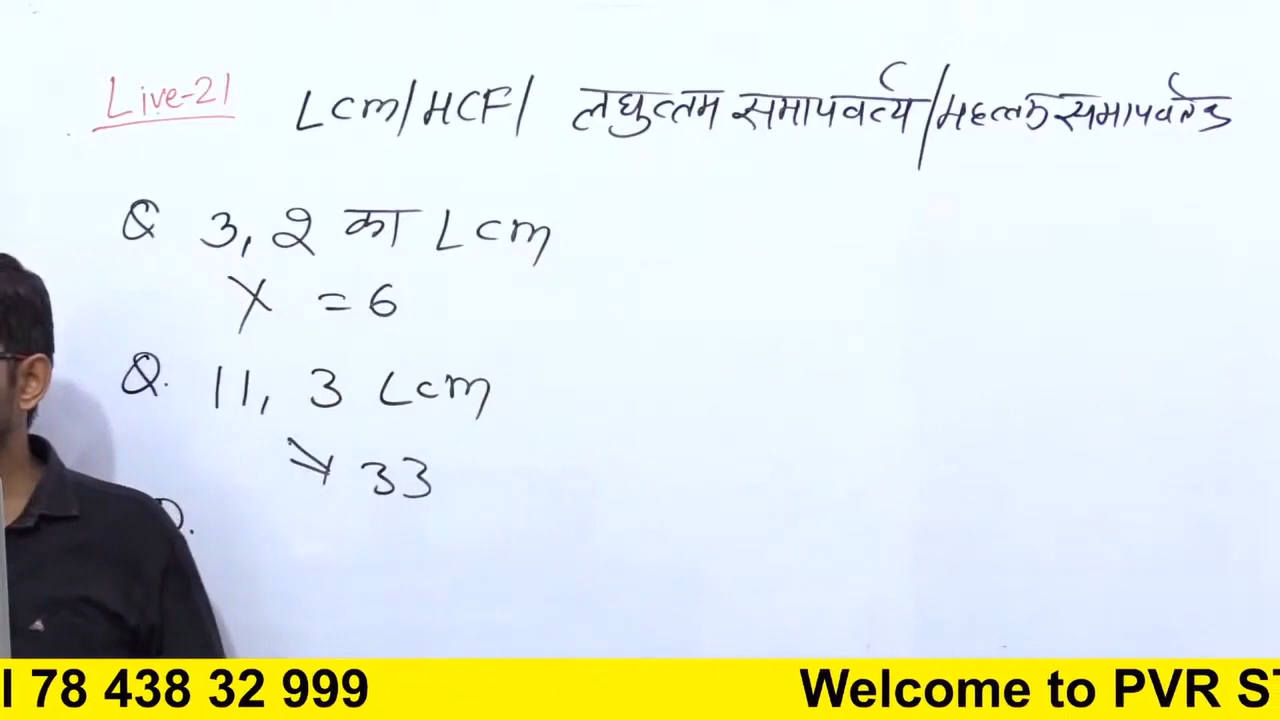 Live-21 Lcm/HCF/ लघुत्तम समापवर्त्य/महत्तम समापवर्तक
Q 3, 2 का Lcm
= 6
Q. 11, 3 Lcm
33
Q.
l 78 438 32 999 Welcome to PVR ST